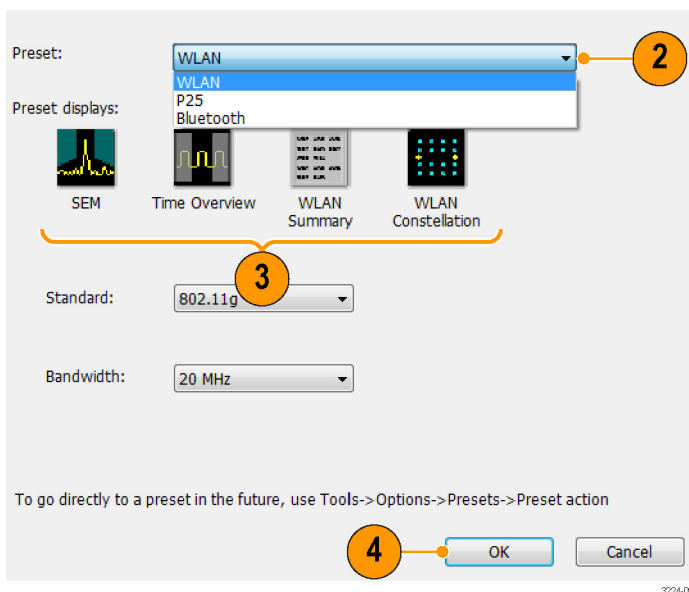 Preset:
WLAN
2
WLAN
P25
Bluetooth
Preset displays:
SEM
Time Overview
WLAN
Summary
WLAN
Constellation
3
Standard:
802.11g
Bandwidth:
20 MHz
To go directly to a preset in the future, use Tools->Options->Presets->Preset action
4
OK
Cancel